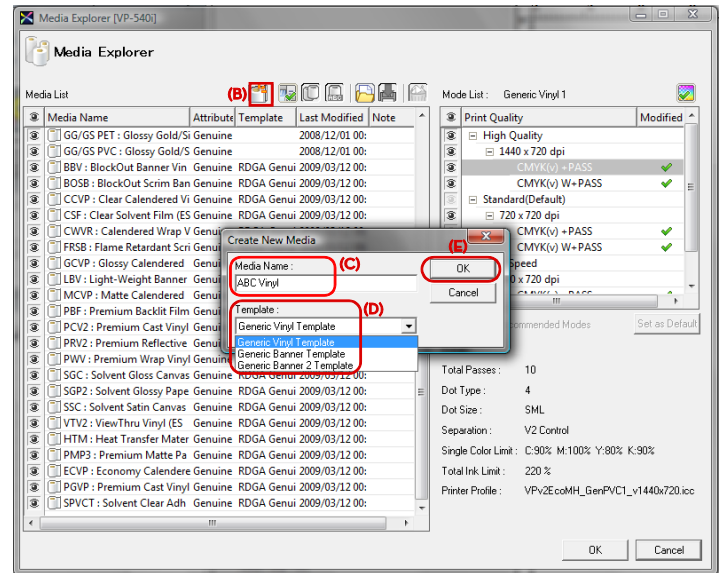 Media Explorer [VP-540i]
Media Explorer
Media List
(B)
Mode List : Generic Vinyl 1
Media Name Attribute Template Last Modified Note
Print Quality Modified
GG/GS PET : Glossy Gold/Si Genuine 2008/12/01 00:
High Quality
GG/GS PVC : Glossy Gold/S Genuine 2008/12/01 00:
1440 x 720 dpi
BBV : BlockOut Banner Vin Genuine RDGA Genui 2009/03/12 00:
CMYK(v) +PASS
BOSB : BlockOut Scrim Ban Genuine RDGA Genui 2009/03/12 00:
CMYK(v) W+PASS
CCVP : Clear Calendered Vi Genuine RDGA Genui 2009/03/12 00:
Standard(Default)
CSF : Clear Solvent Film (ES Genuine RDGA Genui 2009/03/12 00:
720 x 720 dpi
CWVR : Calendered Wrap V Genuine
CMYK(v) +PASS
FRSB : Flame Retardant Scri Genui
Create New Media
(E)
CMYK(v) W+PASS
GCVP : Glossy Calendered Genui
Media Name :
(C)
OK
Speed
LBV : Light-Weight Banner Genui
ABC Vinyl
0 x 720 dpi
MCVP : Matte Calendered Genui
Cancel
PBF : Premium Backlit Film Genui
Template :
(D)
PCV2 : Premium Cast Vinyl Genui
Generic Vinyl Template
ommended Modes
Set as Default
PRV2 : Premium Reflective Genui
Generic Vinyl Template
PWV : Premium Wrap Vinyl Genuin
Generic Banner Template
SGC : Solvent Gloss Canvas Genuine
Generic Banner 2 Template
RDGA Genui 2009/03/12 00:
Total Passes : 10
SGP2 : Solvent Glossy Pape Genuine RDGA Genui 2009/03/12 00:
Dot Type : 4
SSC : Solvent Satin Canvas Genuine RDGA Genui 2009/03/12 00:
Dot Size : SML
VTV2 : ViewThru Vinyl (ES Genuine RDGA Genui 2009/03/12 00:
Separation : V2 Control
HTM : Heat Transfer Mater Genuine RDGA Genui 2009/03/12 00:
PMP3 : Premium Matte Pa Genuine RDGA Genui 2009/03/12 00:
Single Color Limit : C:90% M:100% Y:80% K:90%
ECVP : Economy Calendere Genuine RDGA Genui 2009/03/12 00:
Total Ink Limit : 220 %
PGVP : Premium Cast Vinyl Genuine RDGA Genui 2009/03/12 00:
Printer Profile : VPv2EcoMH_GenPVC1_v1440x720.icc
SPVCT : Solvent Clear Adh Genuine RDGA Genui 2009/03/12 00:
OK
Cancel